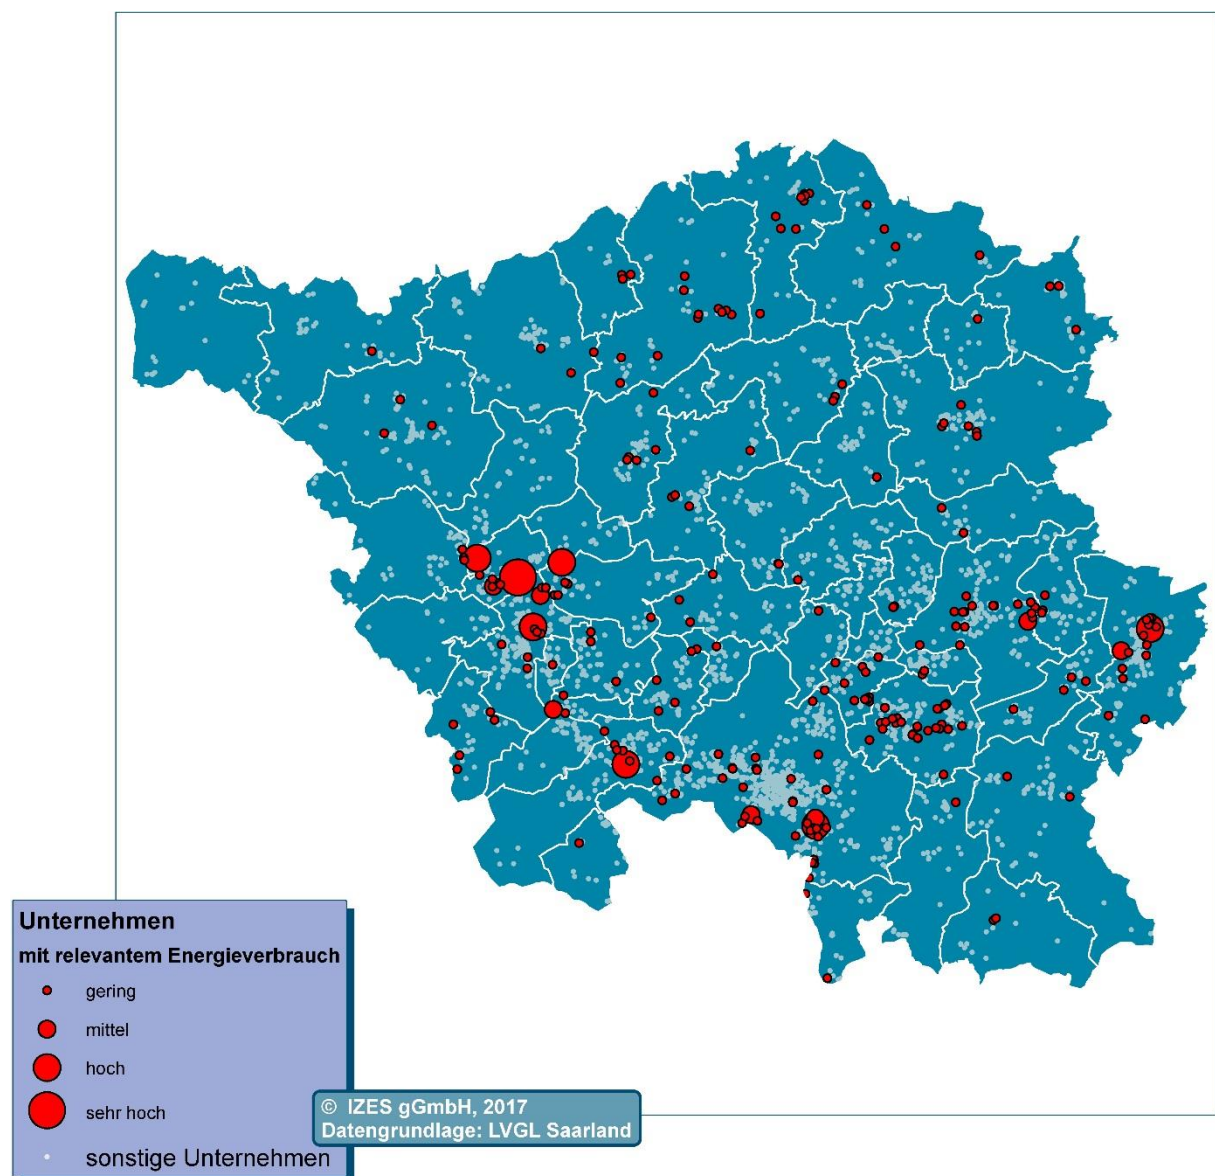 Unternehmen
mit relevantem Energieverbrauch
gering
mittel
hoch
sehr hoch
sonstige Unternehmen
© IZES gGmbH, 2017
Datengrundlage: LVGL Saarland